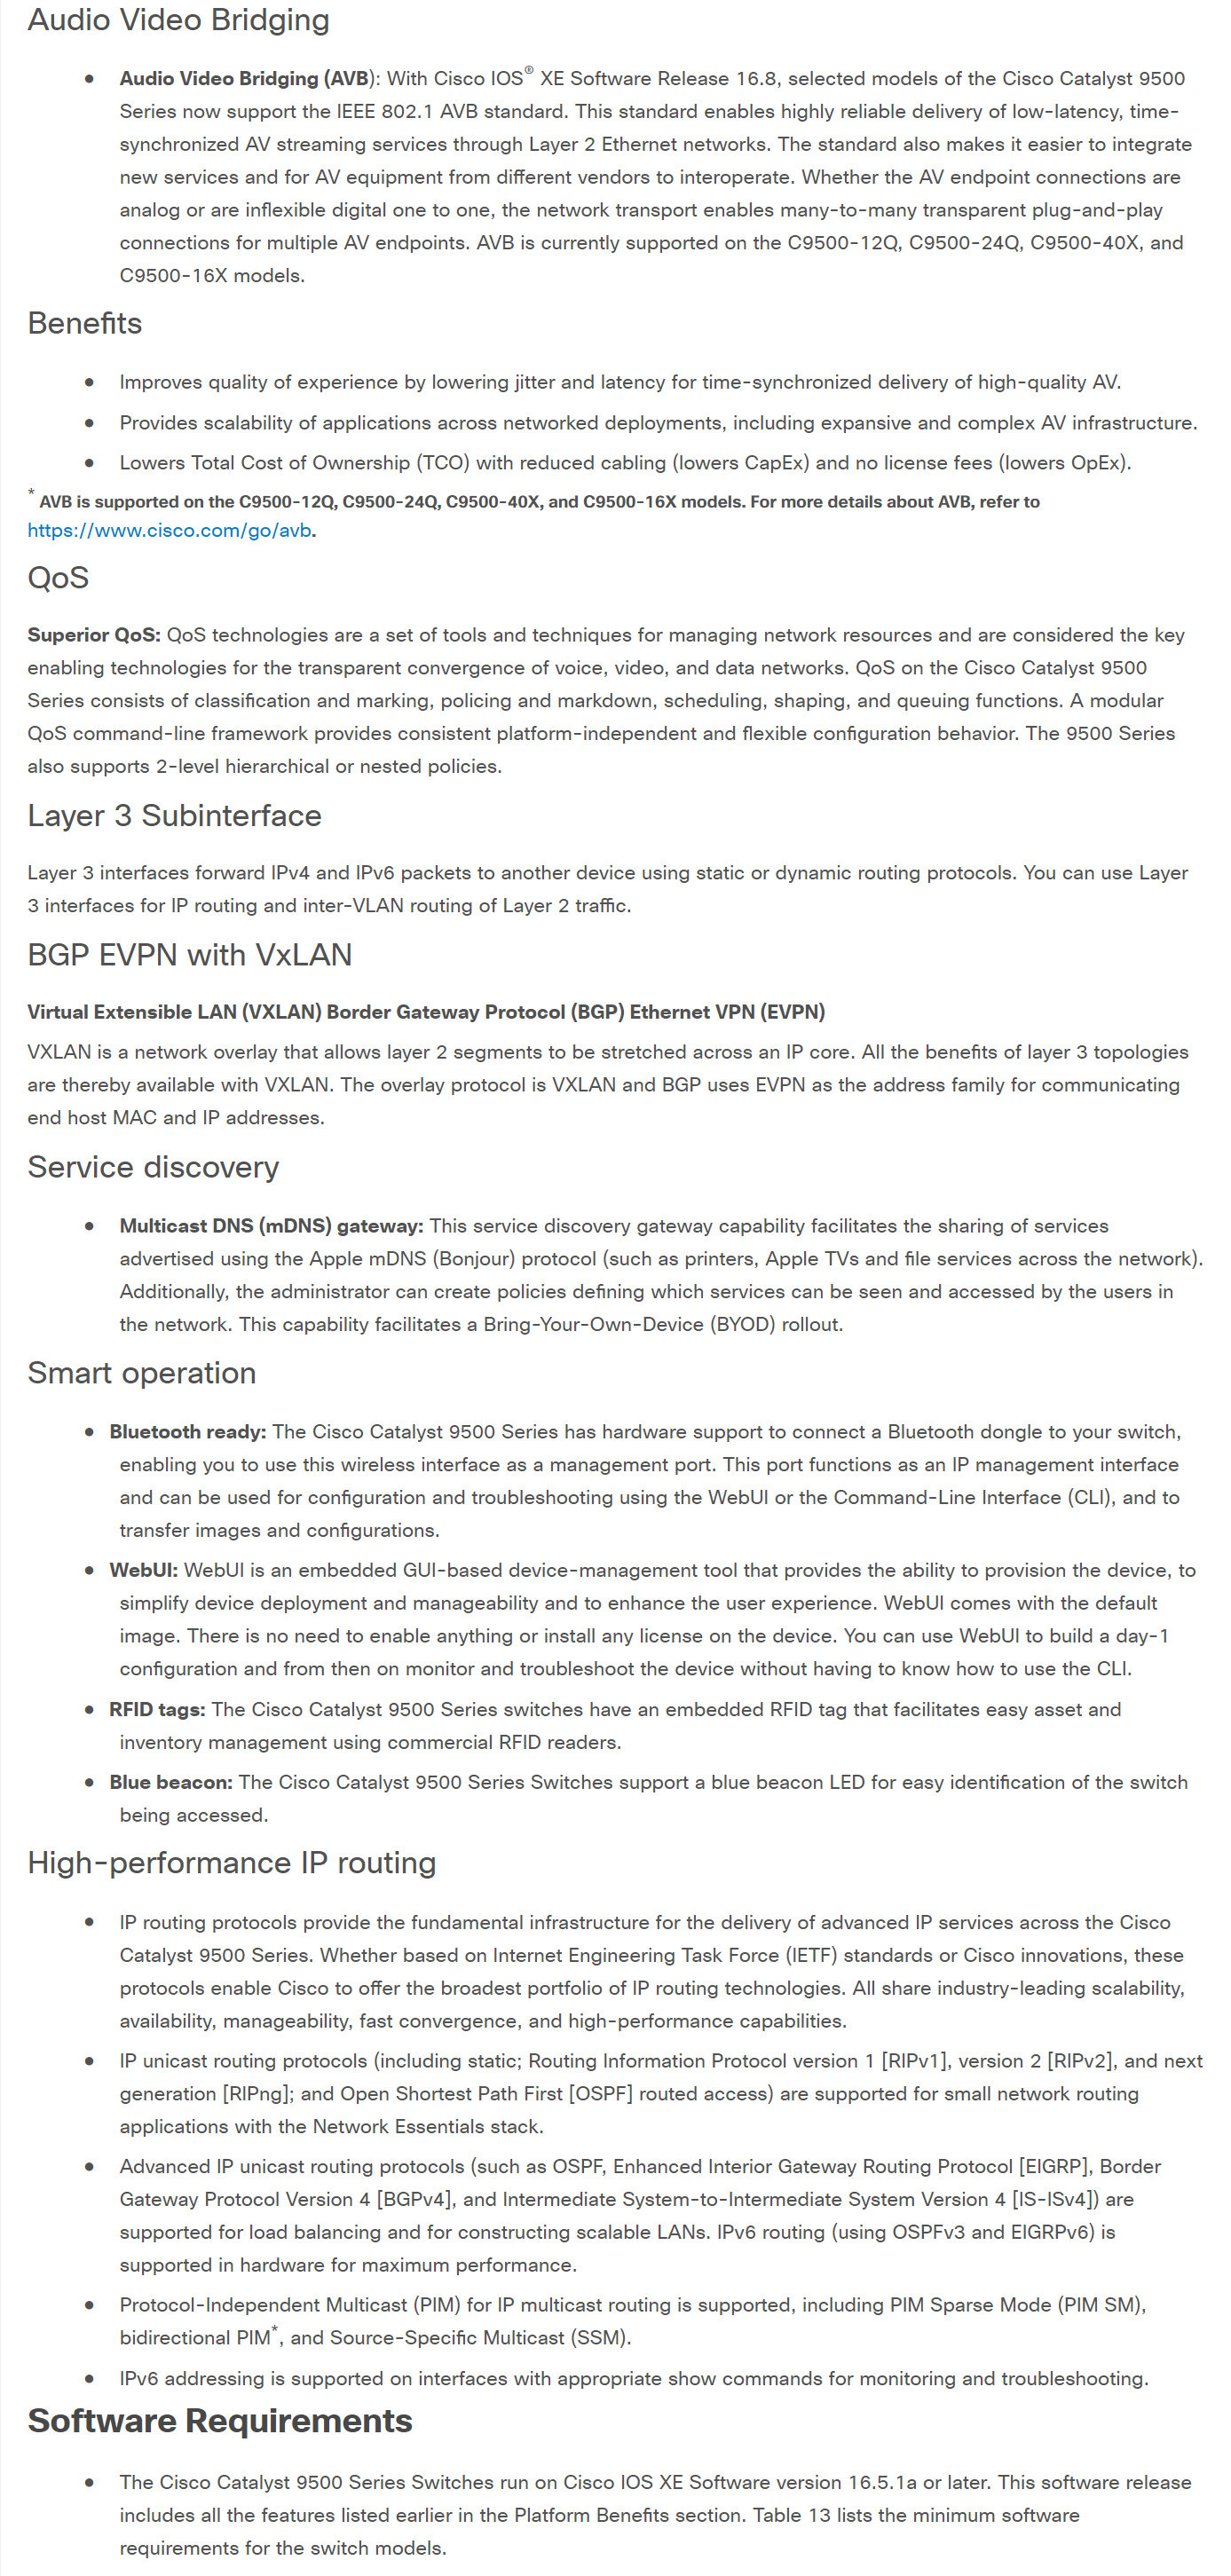 Audio Video Bridging
● Audio Video Bridging (AVB): With Cisco IOS® XE Software Release 16.8, selected models of the Cisco Catalyst 9500
Series now support the IEEE 802.1 AVB standard. This standard enables highly reliable delivery of low-latency, time-
synchronized AV streaming services through Layer 2 Ethernet networks. The standard also makes it easier to integrate
new services and for AV equipment from different vendors to interoperate. Whether the AV endpoint connections are
analog or are inflexible digital one to one, the network transport enables many-to-many transparent plug-and-play
connections for multiple AV endpoints. AVB is currently supported on the C9500-12Q, C9500-24Q, C9500-40X, and
C9500-16X models.
Benefits
● Improves quality of experience by lowering jitter and latency for time-synchronized delivery of high-quality AV.
● Provides scalability of applications across networked deployments, including expansive and complex AV infrastructure.
● Lowers Total Cost of Ownership (TCO) with reduced cabling (lowers CapEx) and no license fees (lowers OpEx).
* AVB is supported on the C9500-12Q, C9500-24Q, C9500-40X, and C9500-16X models. For more details about AVB, refer to
https://www.cisco.com/go/avb.
QoS
Superior QoS: QoS technologies are a set of tools and techniques for managing network resources and are considered the key
enabling technologies for the transparent convergence of voice, video, and data networks. QoS on the Cisco Catalyst 9500
Series consists of classification and marking, policing and markdown, scheduling, shaping, and queuing functions. A modular
QoS command-line framework provides consistent platform-independent and flexible configuration behavior. The 9500 Series
also supports 2-level hierarchical or nested policies.
Layer 3 Subinterface
Layer 3 interfaces forward IPv4 and IPv6 packets to another device using static or dynamic routing protocols. You can use Layer
3 interfaces for IP routing and inter-VLAN routing of Layer 2 traffic.
BGP EVPN with VxLAN
Virtual Extensible LAN (VXLAN) Border Gateway Protocol (BGP) Ethernet VPN (EVPN)
VXLAN is a network overlay that allows layer 2 segments to be stretched across an IP core. All the benefits of layer 3 topologies
are thereby available with VXLAN. The overlay protocol is VXLAN and BGP uses EVPN as the address family for communicating
end host MAC and IP addresses.
Service discovery
● Multicast DNS (mDNS) gateway: This service discovery gateway capability facilitates the sharing of services
advertised using the Apple mDNS (Bonjour) protocol (such as printers, Apple TVs and file services across the network).
Additionally, the administrator can create policies defining which services can be seen and accessed by the users in
the network. This capability facilitates a Bring-Your-Own-Device (BYOD) rollout.
Smart operation
● Bluetooth ready: The Cisco Catalyst 9500 Series has hardware support to connect a Bluetooth dongle to your switch,
enabling you to use this wireless interface as a management port. This port functions as an IP management interface
and can be used for configuration and troubleshooting using the WebUI or the Command-Line Interface (CLI), and to
transfer images and configurations.
● WebUI: WebUI is an embedded GUI-based device-management tool that provides the ability to provision the device, to
simplify device deployment and manageability and to enhance the user experience. WebUI comes with the default
image. There is no need to enable anything or install any license on the device. You can use WebUI to build a day-1
configuration and from then on monitor and troubleshoot the device without having to know how to use the CLI.
● RFID tags: The Cisco Catalyst 9500 Series switches have an embedded RFID tag that facilitates easy asset and
inventory management using commercial RFID readers.
● Blue beacon: The Cisco Catalyst 9500 Series Switches support a blue beacon LED for easy identification of the switch
being accessed.
High-performance IP routing
● IP routing protocols provide the fundamental infrastructure for the delivery of advanced IP services across the Cisco
Catalyst 9500 Series. Whether based on Internet Engineering Task Force (IETF) standards or Cisco innovations, these
protocols enable Cisco to offer the broadest portfolio of IP routing technologies. All share industry-leading scalability,
availability, manageability, fast convergence, and high-performance capabilities.
● IP unicast routing protocols (including static; Routing Information Protocol version 1 [RIPv1], version 2 [RIPv2], and next
generation [RIPng]; and Open Shortest Path First [OSPF] routed access) are supported for small network routing
applications with the Network Essentials stack.
● Advanced IP unicast routing protocols (such as OSPF, Enhanced Interior Gateway Routing Protocol [EIGRP], Border
Gateway Protocol Version 4 [BGPv4], and Intermediate System-to-Intermediate System Version 4 [IS-ISv4]) are
supported for load balancing and for constructing scalable LANs. IPv6 routing (using OSPFv3 and EIGRPv6) is
supported in hardware for maximum performance.
● Protocol-Independent Multicast (PIM) for IP multicast routing is supported, including PIM Sparse Mode (PIM SM),
bidirectional PIM*, and Source-Specific Multicast (SSM).
● IPv6 addressing is supported on interfaces with appropriate show commands for monitoring and troubleshooting.
Software Requirements
● The Cisco Catalyst 9500 Series Switches run on Cisco IOS XE Software version 16.5.1a or later. This software release
includes all the features listed earlier in the Platform Benefits section. Table 13 lists the minimum software
requirements for the switch models.